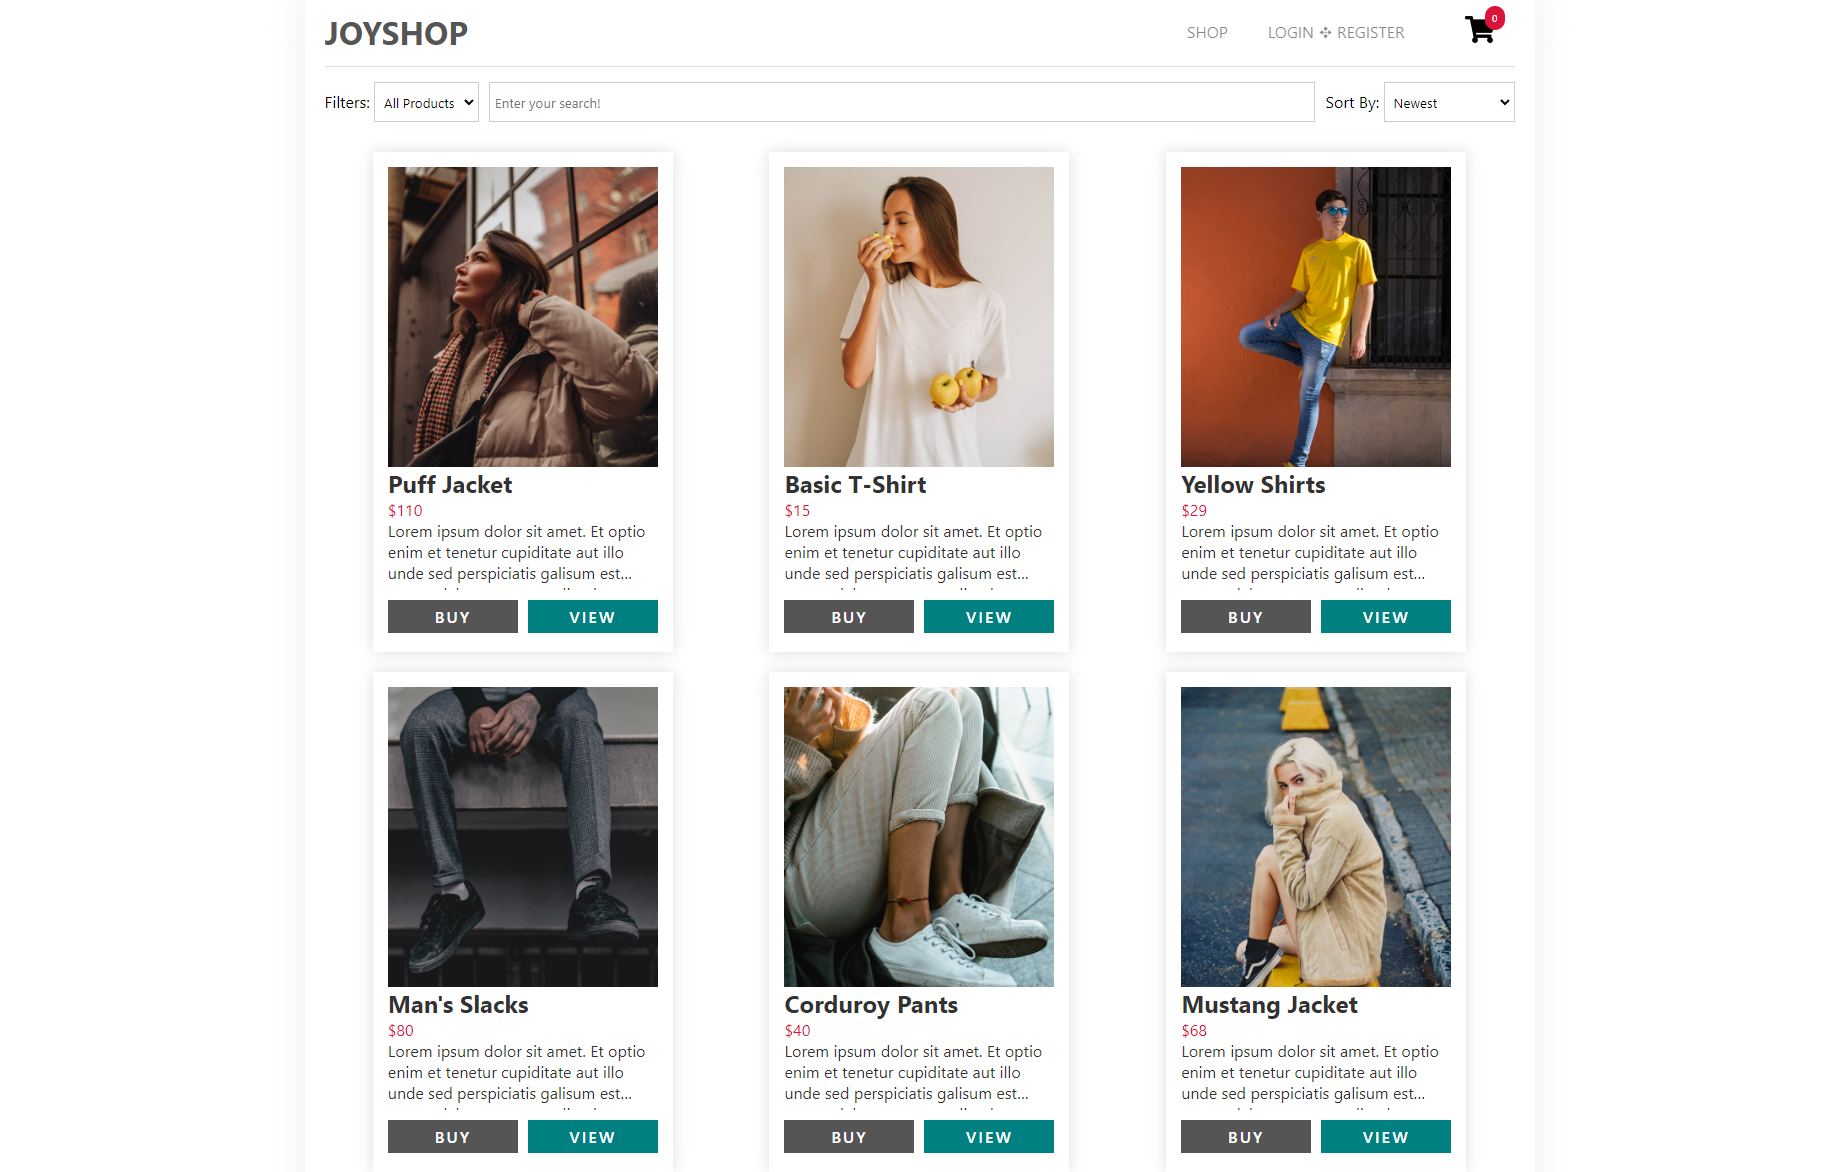 JOYSHOP
SHOP
LOGIN ✣ REGISTER
0
Filters:
All Products
Enter your search!
Sort By:
Newest
Puff Jacket
$110
Lorem ipsum dolor sit amet. Et optio
enim et tenetur cupiditate aut illo
unde sed perspiciatis galisum est...
BUY
VIEW
Basic T-Shirt
$15
Lorem ipsum dolor sit amet. Et optio
enim et tenetur cupiditate aut illo
unde sed perspiciatis galisum est...
BUY
VIEW
Yellow Shirts
$29
Lorem ipsum dolor sit amet. Et optio
enim et tenetur cupiditate aut illo
unde sed perspiciatis galisum est...
BUY
VIEW
Man's Slacks
$80
Lorem ipsum dolor sit amet. Et optio
enim et tenetur cupiditate aut illo
unde sed perspiciatis galisum est...
BUY
VIEW
Corduroy Pants
$40
Lorem ipsum dolor sit amet. Et optio
enim et tenetur cupiditate aut illo
unde sed perspiciatis galisum est...
BUY
VIEW
Mustang Jacket
$68
Lorem ipsum dolor sit amet. Et optio
enim et tenetur cupiditate aut illo
unde sed perspiciatis galisum est...
BUY
VIEW